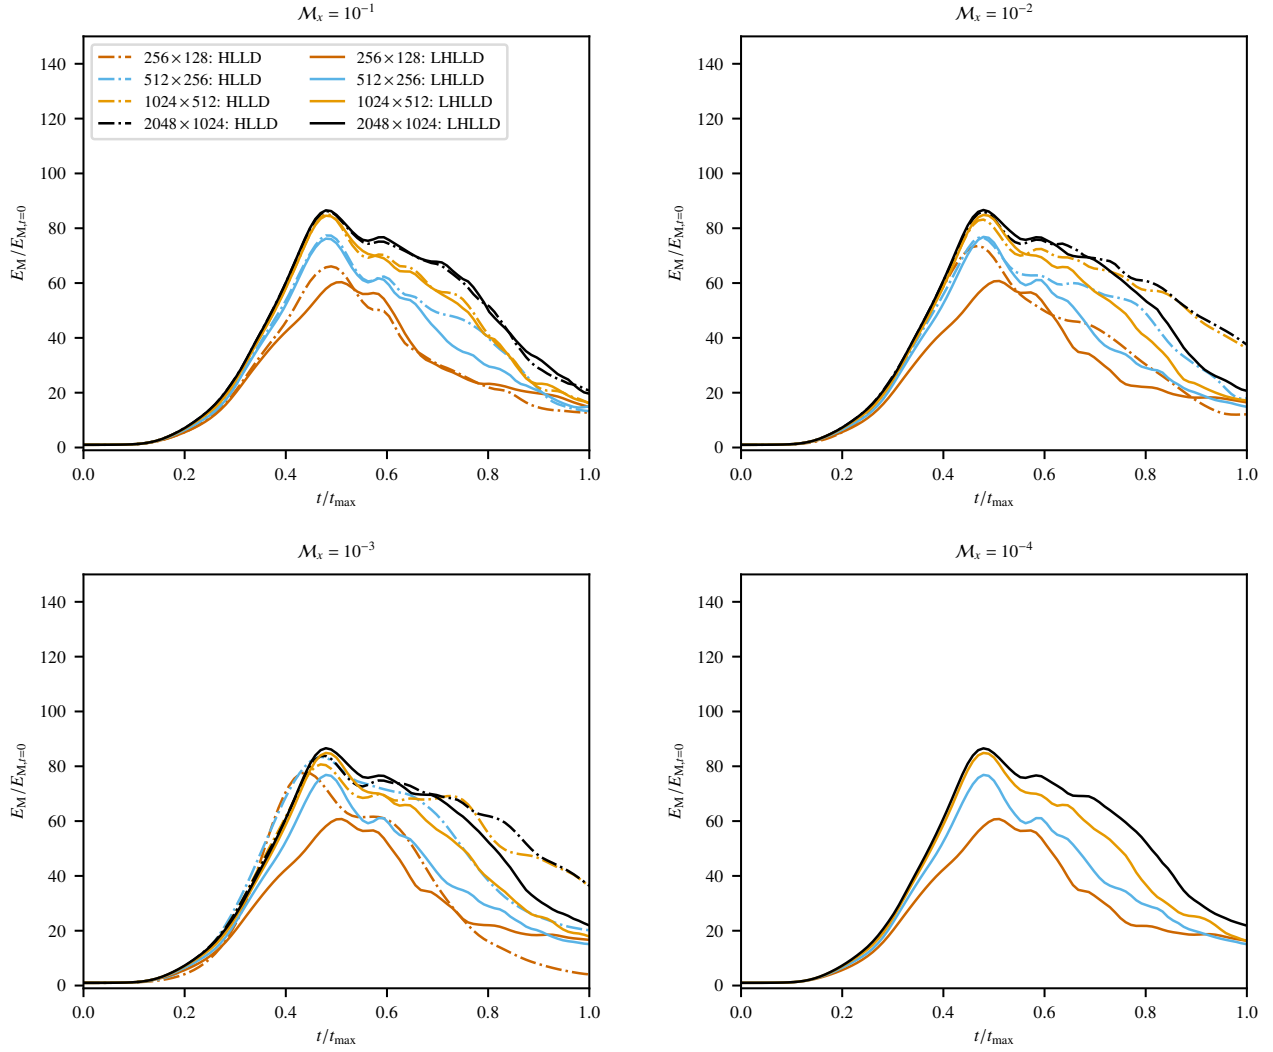 𝓜ₓ = 10⁻¹
140
120
100
80
60
40
20
0
E_M/E_M,t=0
256×128: HLLD
512×256: HLLD
1024×512: HLLD
2048×1024: HLLD
256×128: LHLLD
512×256: LHLLD
1024×512: LHLLD
2048×1024: LHLLD
0.0 0.2 0.4 0.6 0.8 1.0
t/t_max
𝓜ₓ = 10⁻²
140
120
100
80
60
40
20
0
E_M/E_M,t=0
0.0 0.2 0.4 0.6 0.8 1.0
t/t_max
𝓜ₓ = 10⁻³
140
120
100
80
60
40
20
0
E_M/E_M,t=0
0.0 0.2 0.4 0.6 0.8 1.0
t/t_max
𝓜ₓ = 10⁻⁴
140
120
100
80
60
40
20
0
E_M/E_M,t=0
0.0 0.2 0.4 0.6 0.8 1.0
t/t_max